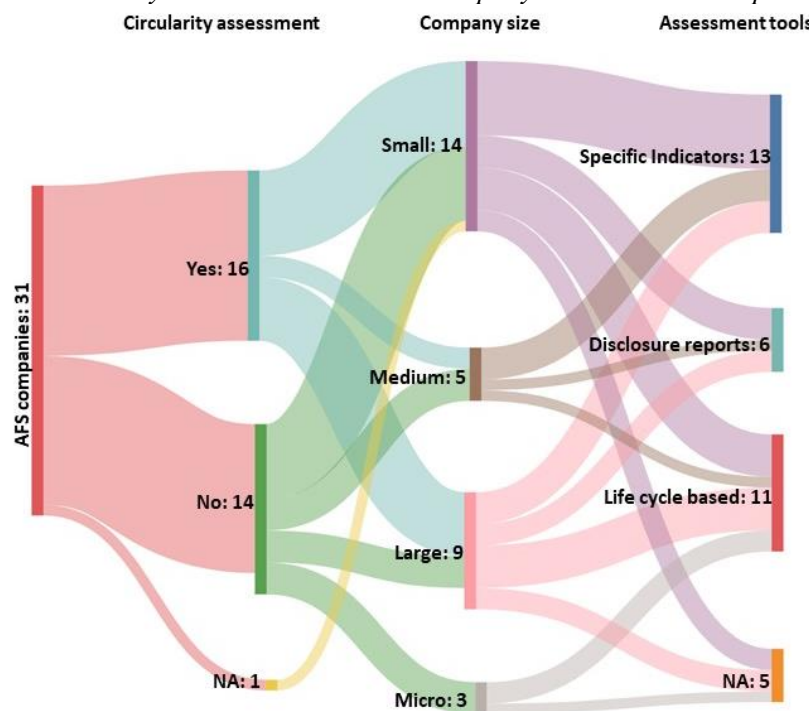 Circularity assessment
Company size
Assessment tools
Small: 14
Specific Indicators: 13
Yes: 16
AFS companies: 31
Disclosure reports: 6
Medium: 5
No: 14
Life cycle based: 11
Large: 9
NA: 1
NA: 5
Micro: 3